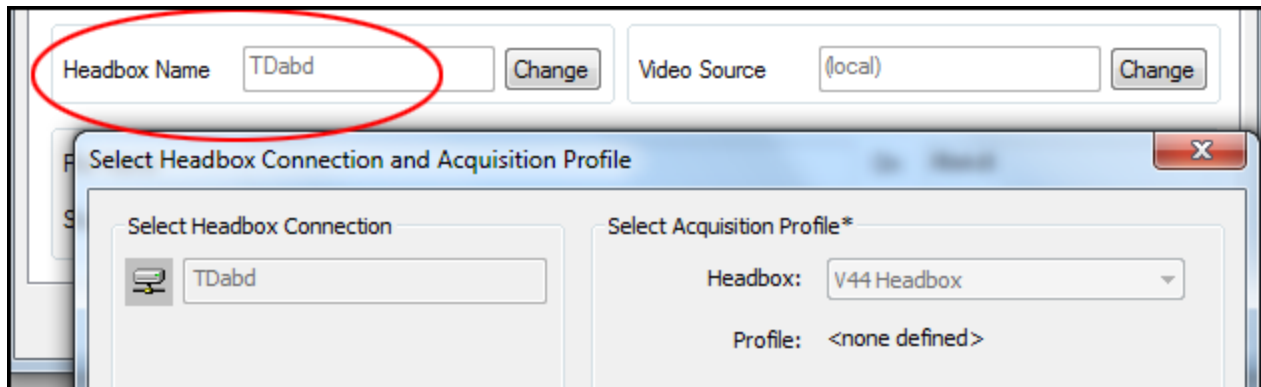 Headbox Name TDabd Change Video Source (local) Change
Select Headbox Connection and Acquisition Profile
Select Headbox Connection Select Acquisition Profile*
TDabd Headbox: V44 Headbox
Profile: <none defined>